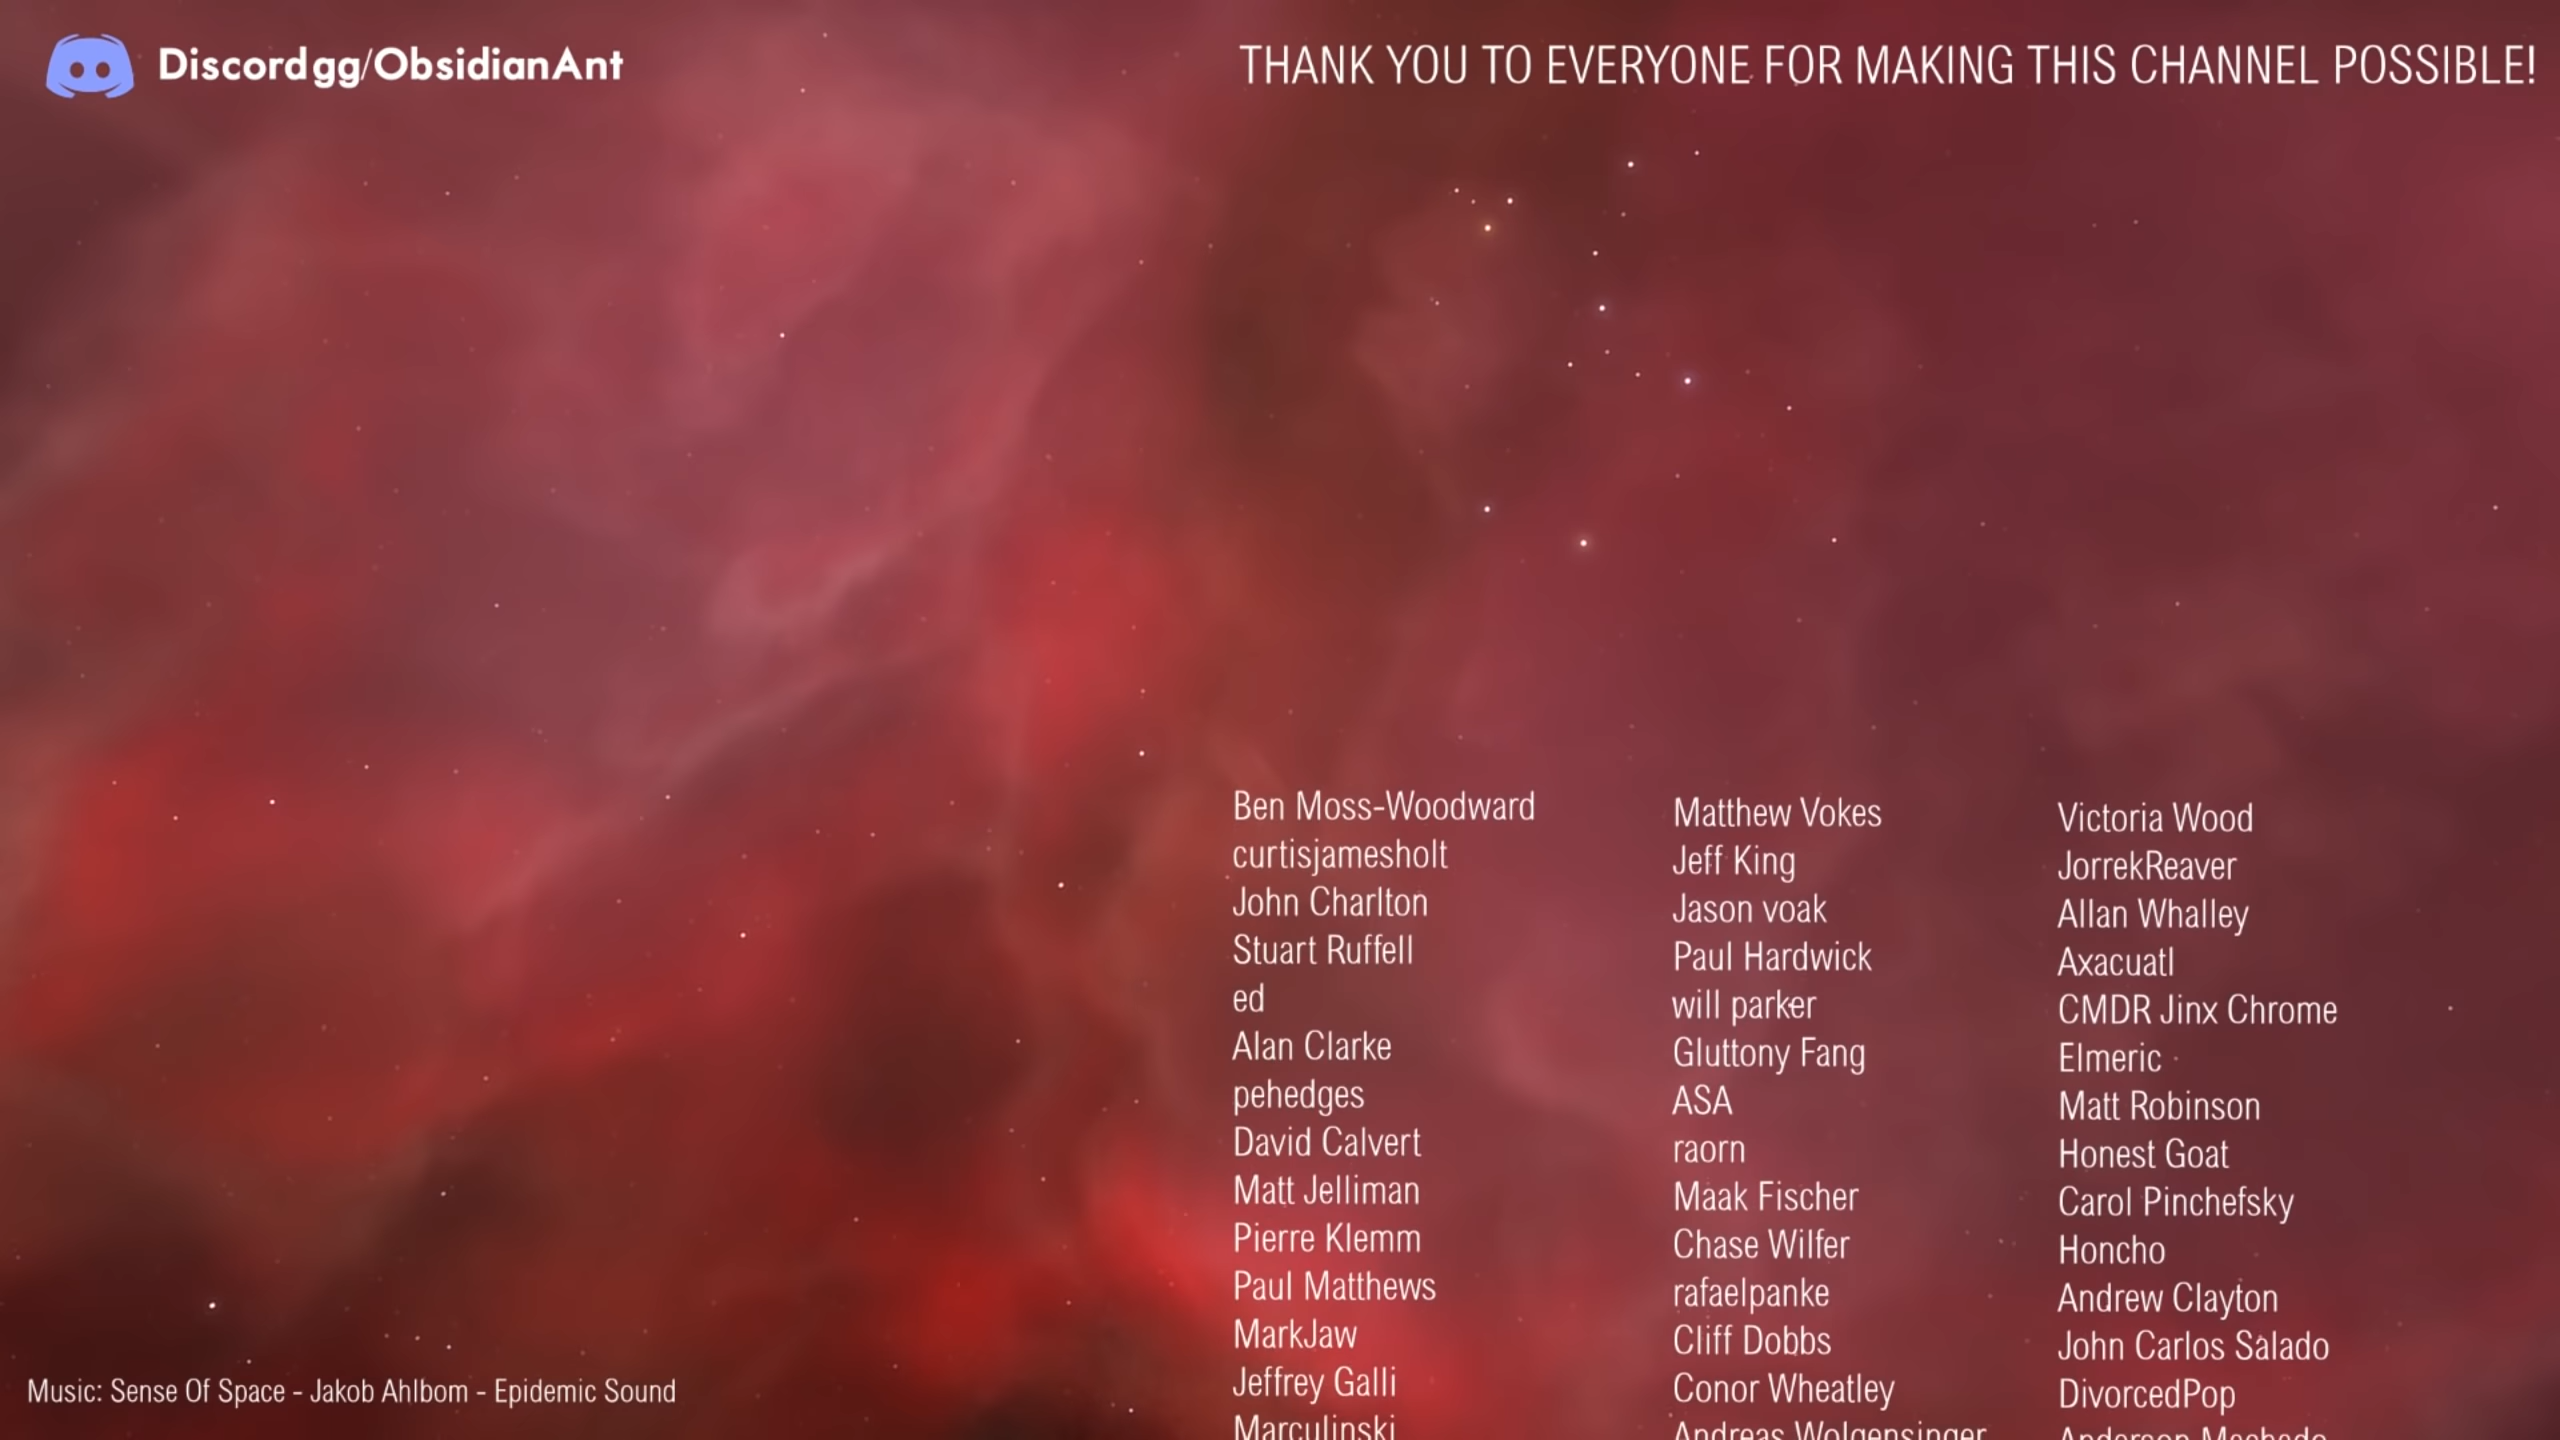 Discordgg/ObsidianAnt
THANK YOU TO EVERYONE FOR MAKING THIS CHANNEL POSSIBLE!
Ben Moss-Woodward
curtisjamesholt
John Charlton
Stuart Ruffell
ed
Alan Clarke
pehedges
David Calvert
Matt Jelliman
Pierre Klemm
Paul Matthews
MarkJaw
Jeffrey Galli
Marculinski
Matthew Vokes
Jeff King
Jason voak
Paul Hardwick
will parker
Gluttony Fang
ASA
raorn
Maak Fischer
Chase Wilfer
rafaelpanke
Cliff Dobbs
Conor Wheatley
Andreas Wolgensinger
Victoria Wood
JorrekReaver
Allan Whalley
Axacuatl
CMDR Jinx Chrome
Elmeric
Matt Robinson
Honest Goat
Carol Pinchefsky
Honcho
Andrew Clayton
John Carlos Salado
DivorcedPop
Anderson Machado
Music: Sense Of Space - Jakob Ahlbom - Epidemic Sound